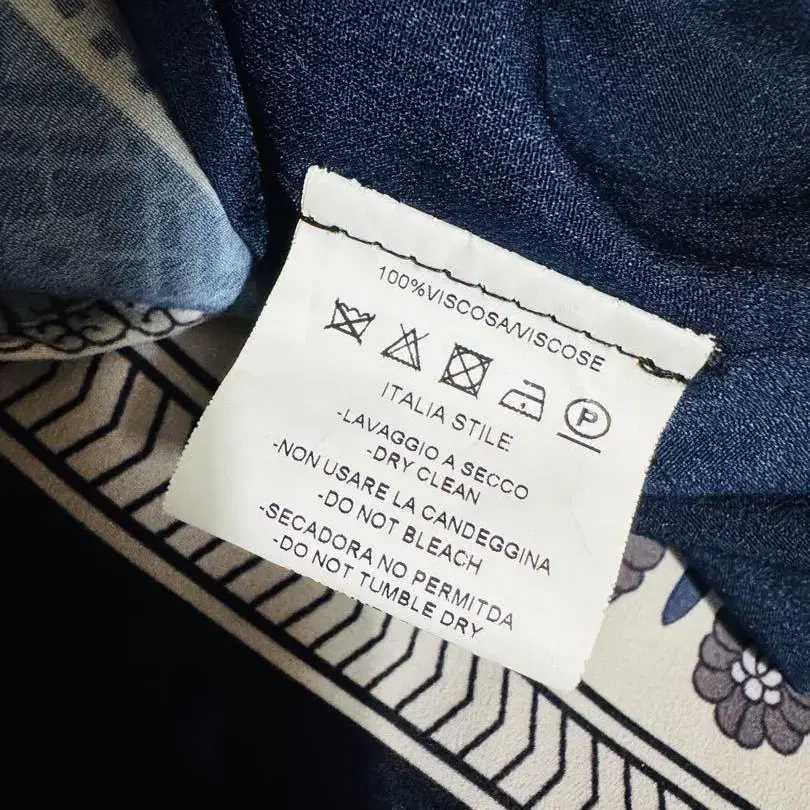 100%VISCOSA/VISCOSE
P
ITALIA STILE
-LAVAGGIO A SECCO
-DRY CLEAN
-NON USARE LA CANDEGGINA
-DO NOT BLEACH
-SECADORA NO PERMITDA
-DO NOT TUMBLE DRY